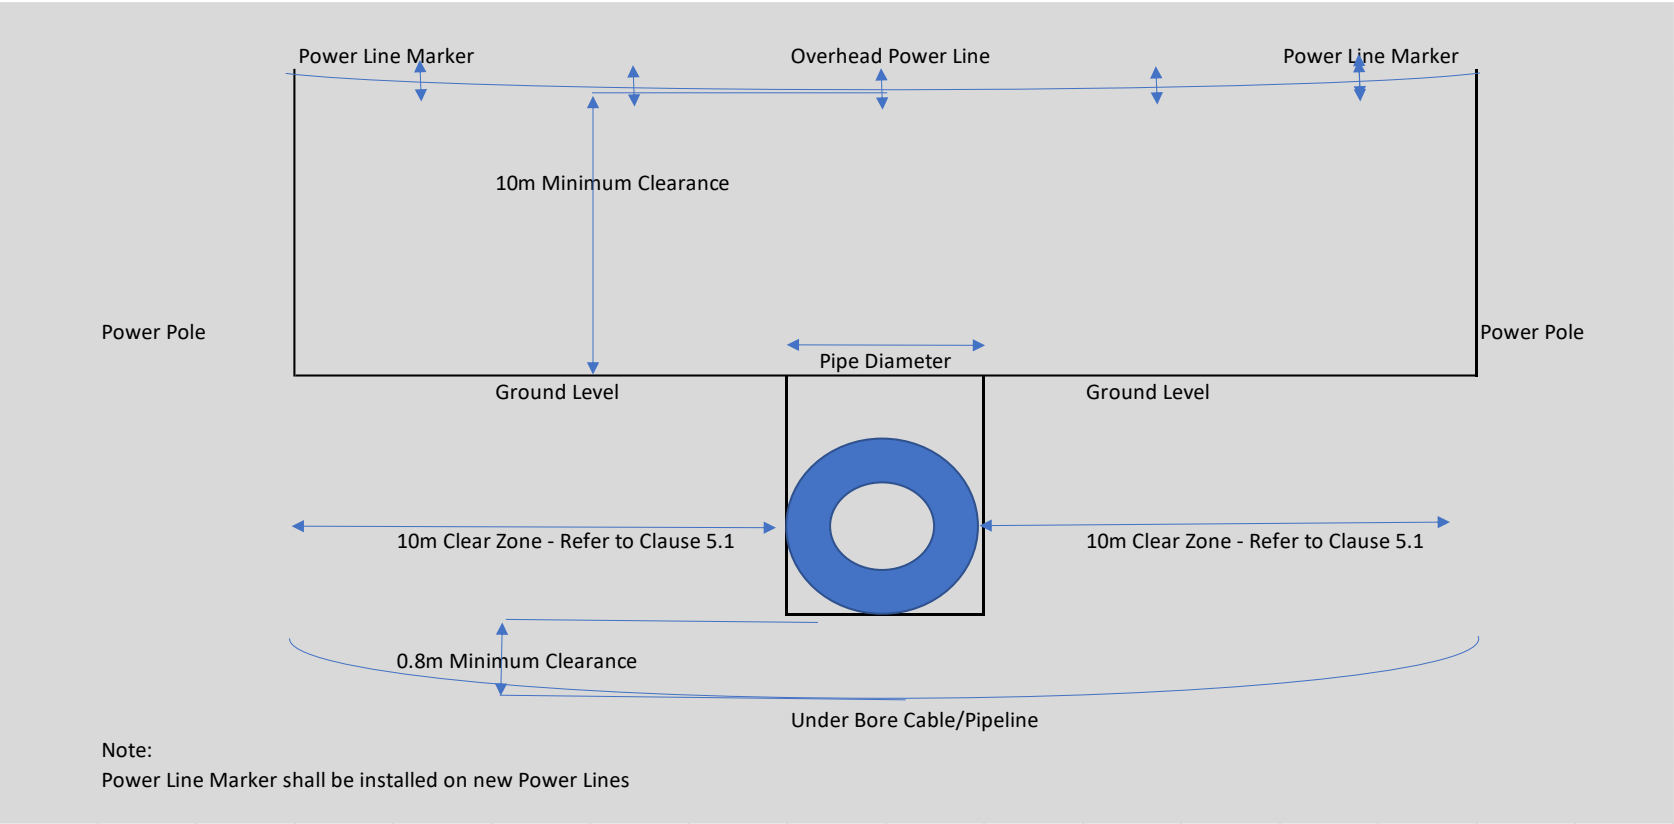 Power Line Marker
Overhead Power Line
Power Line Marker
10m Minimum Clearance
Power Pole
Power Pole
Pipe Diameter
Ground Level
Ground Level
10m Clear Zone - Refer to Clause 5.1
10m Clear Zone - Refer to Clause 5.1
0.8m Minimum Clearance
Under Bore Cable/Pipeline
Note:
Power Line Marker shall be installed on new Power Lines